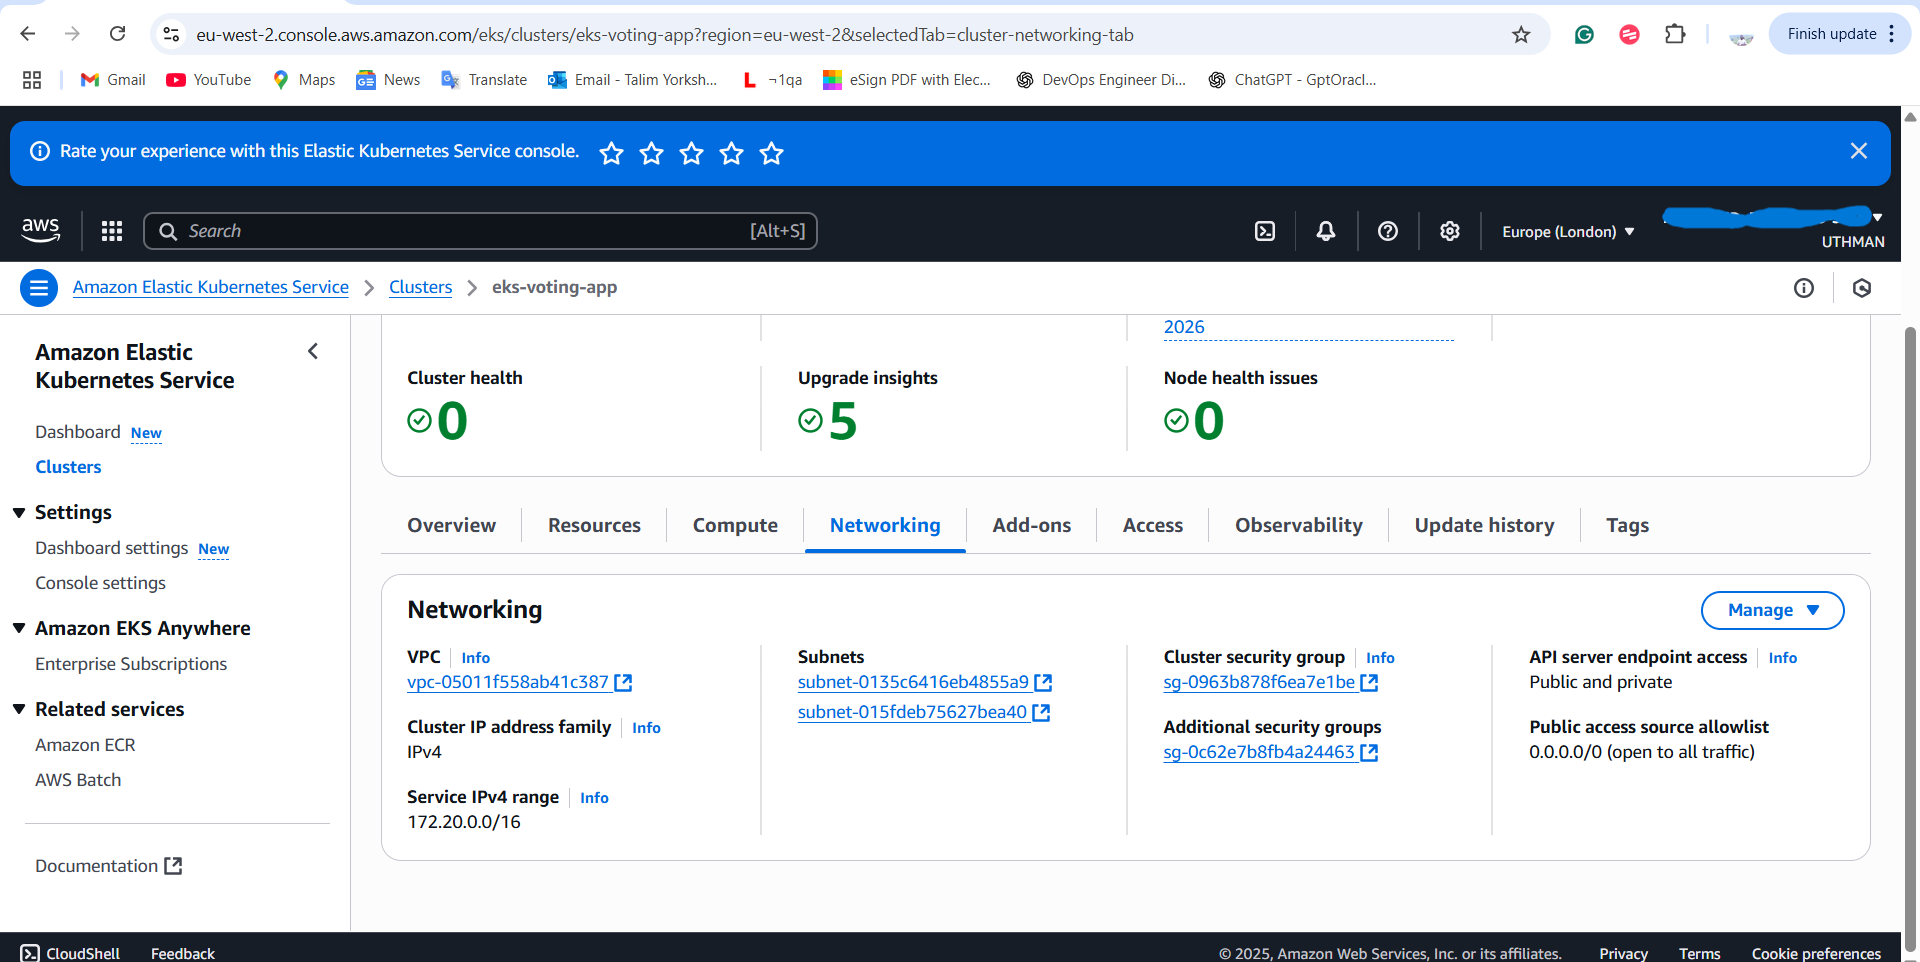 eu-west-2.console.aws.amazon.com/eks/clusters/eks-voting-app?region=eu-west-2&selectedTab=cluster-networking-tab
Finish update
Gmail YouTube Maps News Translate Email - Talim Yorksh... ¬1qa eSign PDF with Elec... DevOps Engineer Di... ChatGPT - GptOracl...
Rate your experience with this Elastic Kubernetes Service console.
aws
Search [Alt+S]
Europe (London)
UTHMAN
Amazon Elastic Kubernetes Service > Clusters > eks-voting-app
Amazon Elastic
Kubernetes Service
Dashboard New
Clusters
Settings
Dashboard settings New
Console settings
Amazon EKS Anywhere
Enterprise Subscriptions
Related services
Amazon ECR
AWS Batch
Documentation
2026
Cluster health
0
Upgrade insights
5
Node health issues
0
Overview Resources Compute Networking Add-ons Access Observability Update history Tags
Networking
Manage
VPC Info
vpc-05011f558ab41c387
Cluster IP address family Info
IPv4
Service IPv4 range Info
172.20.0.0/16
Subnets
subnet-0135c6416eb4855a9
subnet-015fdeb75627bea40
Cluster security group Info
sg-0963b878f6ea7e1be
Additional security groups
sg-0c62e7b8fb4a24463
API server endpoint access Info
Public and private
Public access source allowlist
0.0.0.0/0 (open to all traffic)
CloudShell Feedback
© 2025, Amazon Web Services, Inc. or its affiliates. Privacy Terms Cookie preferences